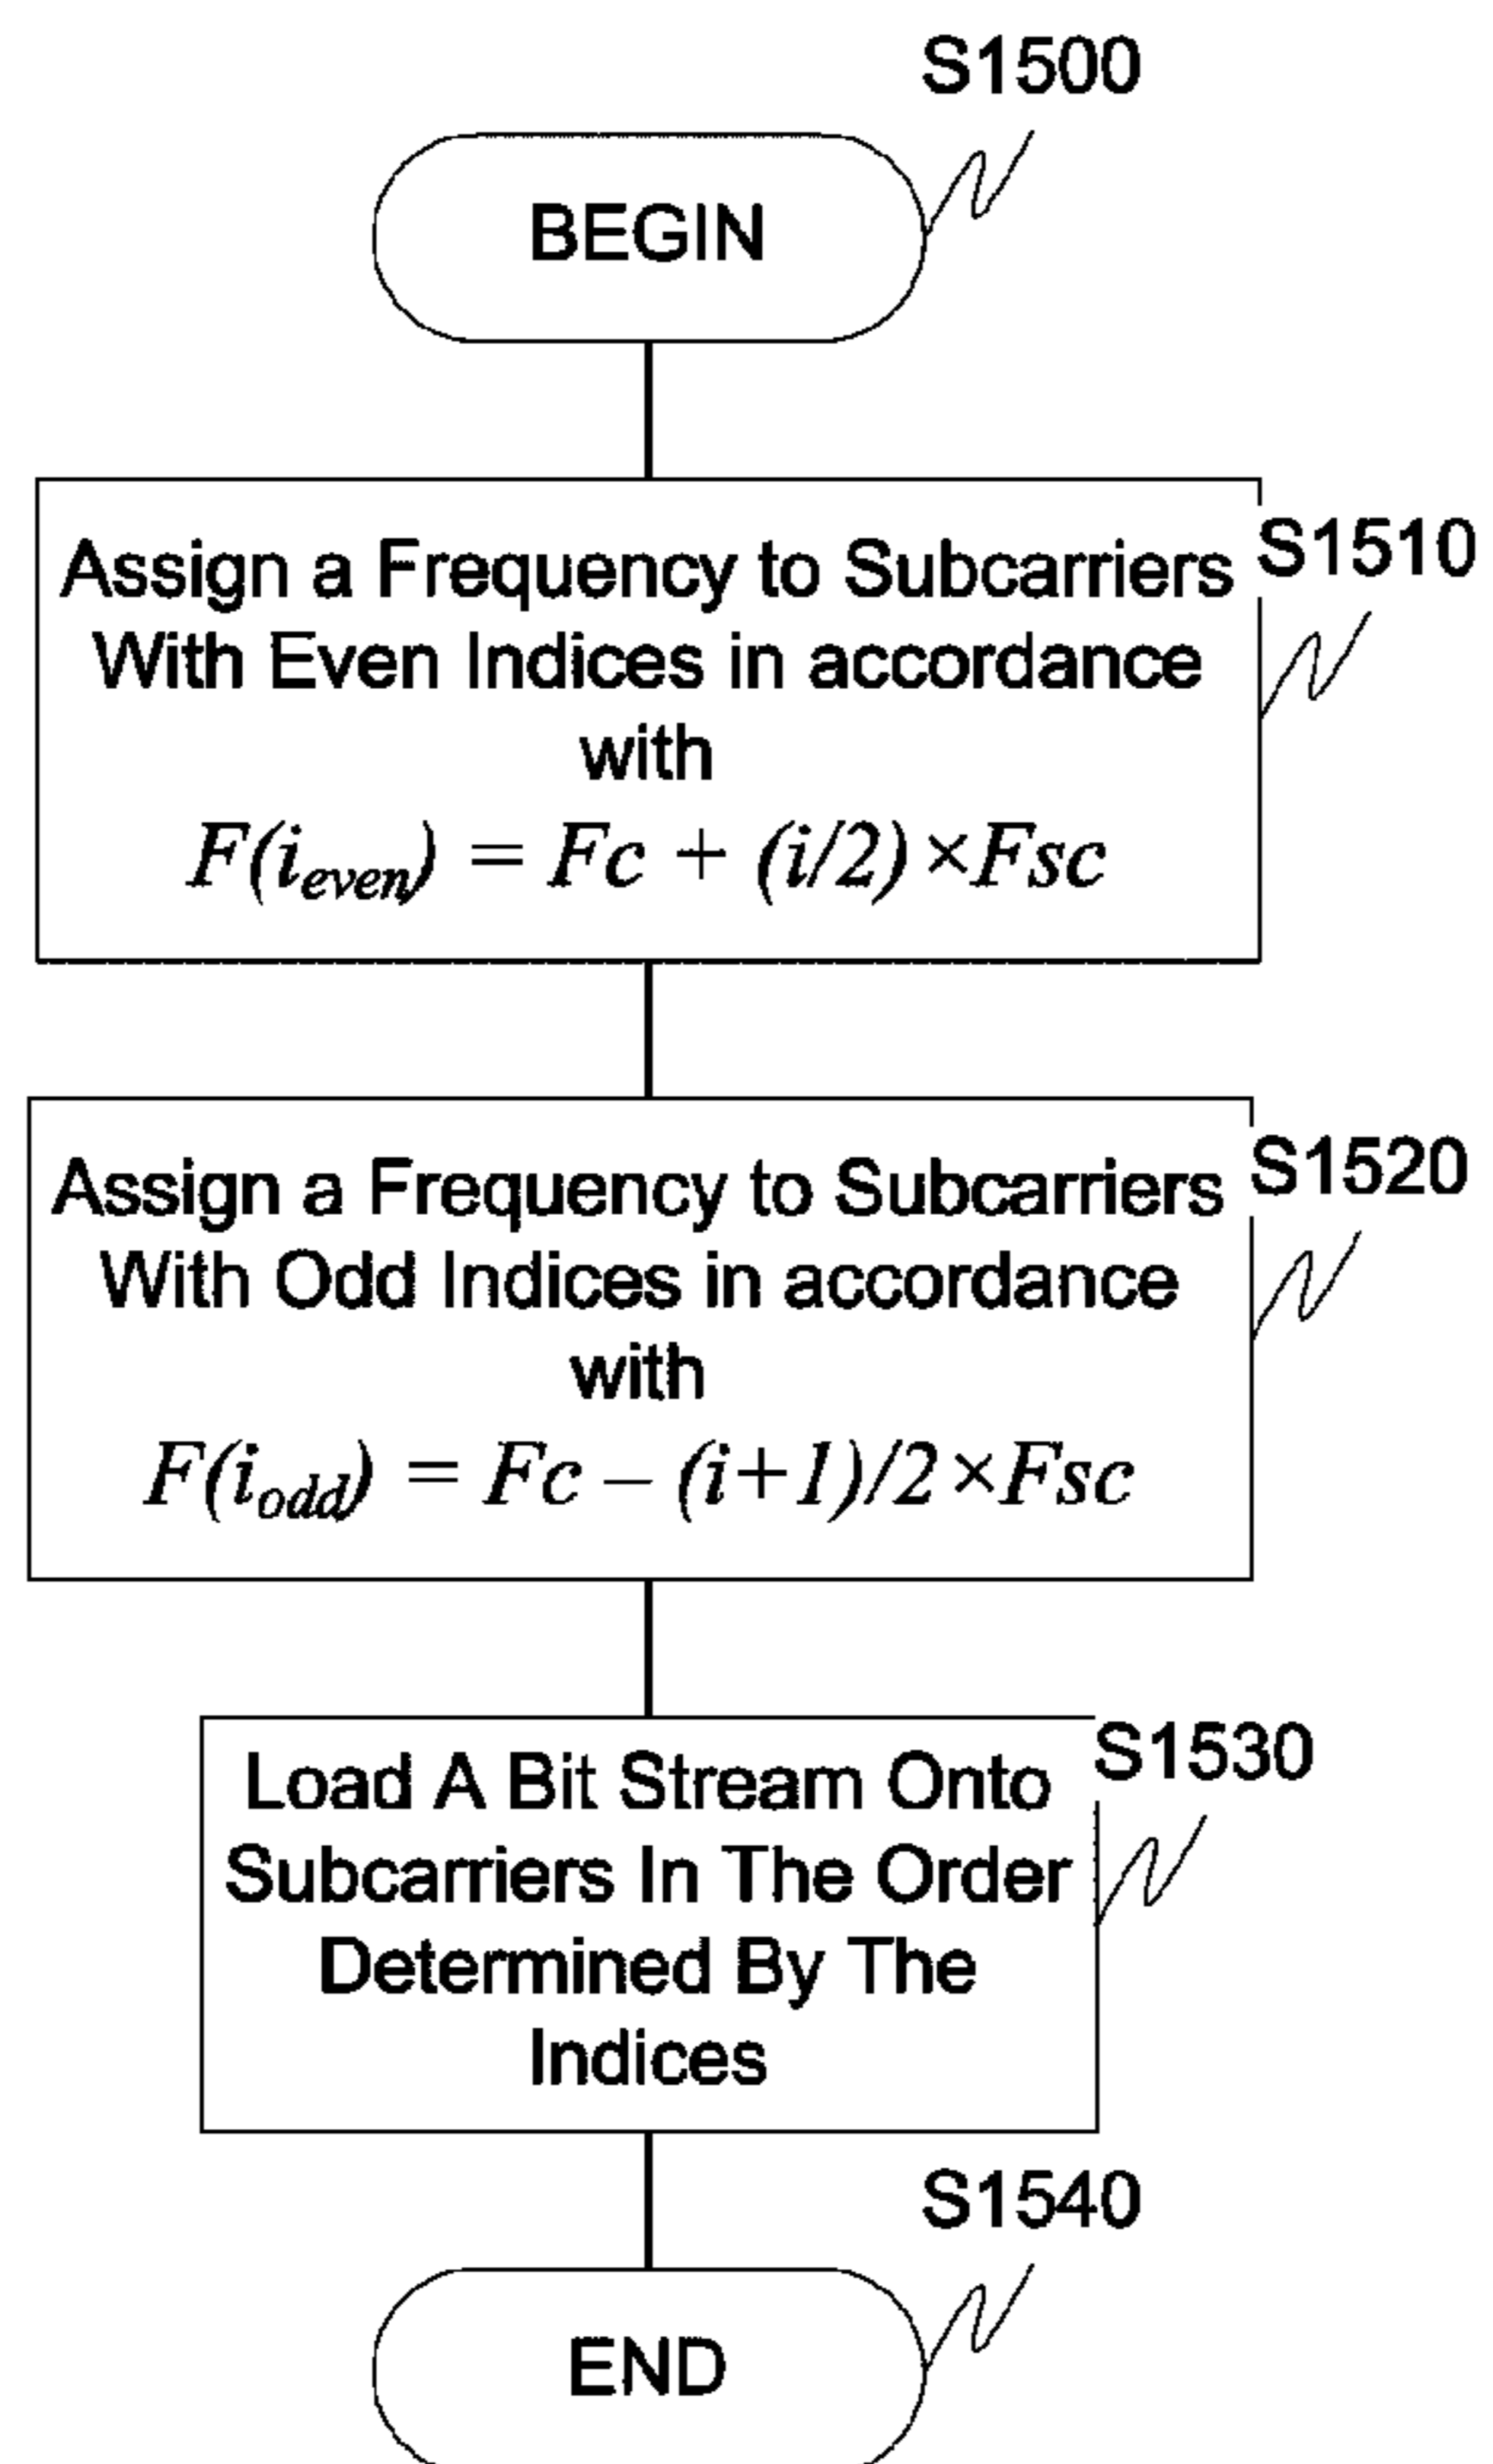 S1500
BEGIN
S1510
Assign a Frequency to Subcarriers
With Even Indices in accordance
with
F(i_even) = Fc + (i/2)×Fsc
S1520
Assign a Frequency to Subcarriers
With Odd Indices in accordance
with
F(i_odd) = Fc – (i+1)/2×Fsc
S1530
Load A Bit Stream Onto
Subcarriers In The Order
Determined By The
Indices
S1540
END